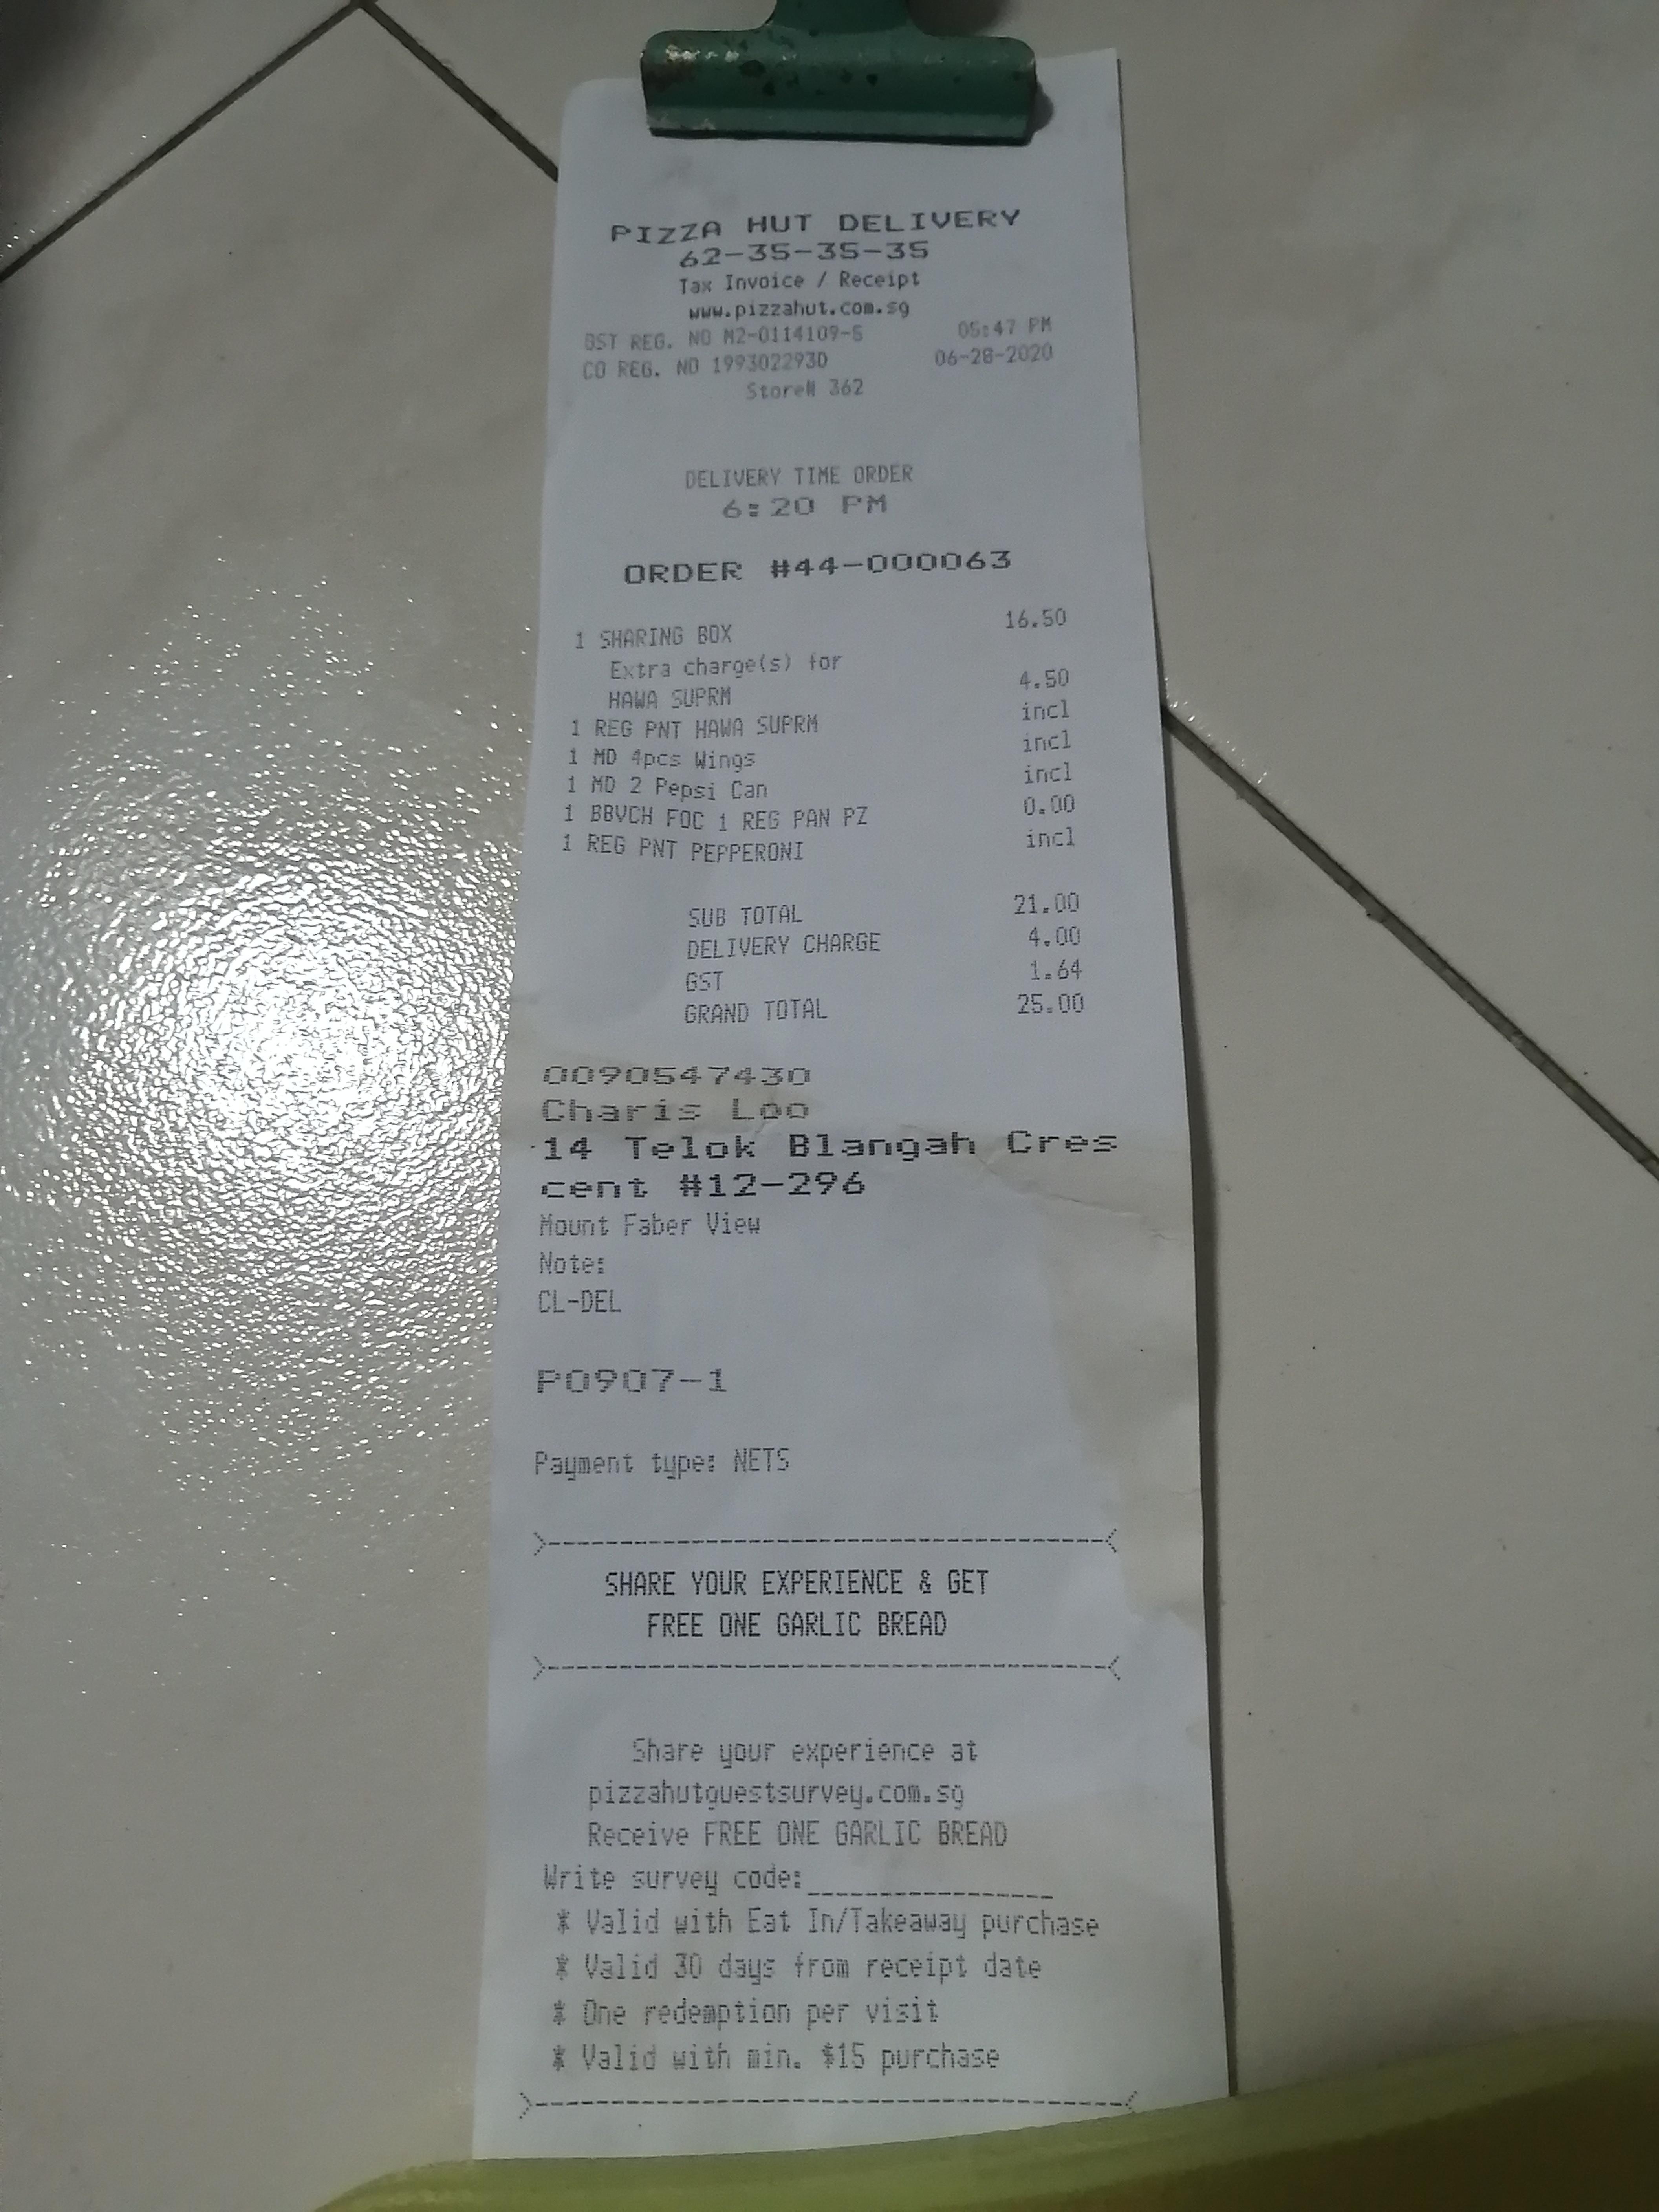 PIZZA HUT DELIVERY
62-35-35-35
Tax Invoice / Receipt
www.pizzahut.com.sg
GST REG. NO M2-0114109-5 05:47 PM
CO REG. NO 199302293D 06-28-2020
Store# 362
DELIVERY TIME ORDER
6:20 PM
ORDER #44-000063
1 SHARING BOX 16.50
Extra charge(s) for
HAWA SUPRM 4.50
1 REG PNT HAWA SUPRM incl
1 MD 4pcs Wings incl
1 MD 2 Pepsi Can incl
1 BBVCH FOC 1 REG PAN PZ 0.00
1 REG PNT PEPPERONI incl
SUB TOTAL 21.00
DELIVERY CHARGE 4.00
GST 1.64
GRAND TOTAL 25.00
0090547430
Charis Loo
14 Telok Blangah Cres
cent #12-296
Mount Faber View
Note:
CL-DEL
P0907-1
Payment type: NETS
>--------------------------------------<
SHARE YOUR EXPERIENCE & GET
FREE ONE GARLIC BREAD
>--------------------------------------<
Share your experience at
pizzahutguestsurvey.com.sg
Receive FREE ONE GARLIC BREAD
Write survey code:_________________
* Valid with Eat In/Takeaway purchase
* Valid 30 days from receipt date
* One redemption per visit
* Valid with min. $15 purchase
>--------------------------------------<